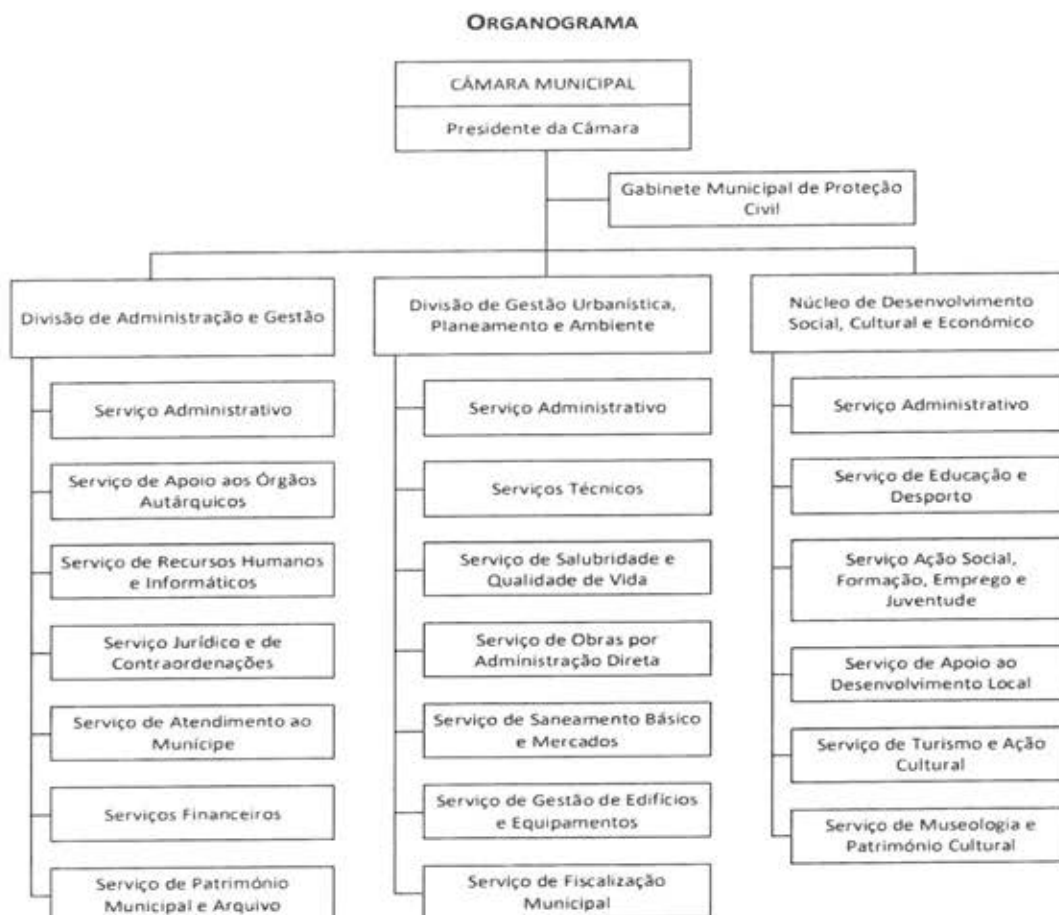 ORGANOGRAMA
CÂMARA MUNICIPAL
Presidente da Câmara
Gabinete Municipal de Proteção
Civil
Divisão de Administração e Gestão
Serviço Administrativo
Serviço de Apoio aos Órgãos
Autárquicos
Serviço de Recursos Humanos
e Informáticos
Serviço Jurídico e de
Contraordenações
Serviço de Atendimento ao
Munícipe
Serviços Financeiros
Serviço de Património
Municipal e Arquivo
Divisão de Gestão Urbanística,
Planeamento e Ambiente
Serviço Administrativo
Serviços Técnicos
Serviço de Salubridade e
Qualidade de Vida
Serviço de Obras por
Administração Direta
Serviço de Saneamento Básico
e Mercados
Serviço de Gestão de Edifícios
e Equipamentos
Serviço de Fiscalização
Municipal
Núcleo de Desenvolvimento
Social, Cultural e Económico
Serviço Administrativo
Serviço de Educação e
Desporto
Serviço Ação Social,
Formação, Emprego e
Juventude
Serviço de Apoio ao
Desenvolvimento Local
Serviço de Turismo e Ação
Cultural
Serviço de Museologia e
Património Cultural